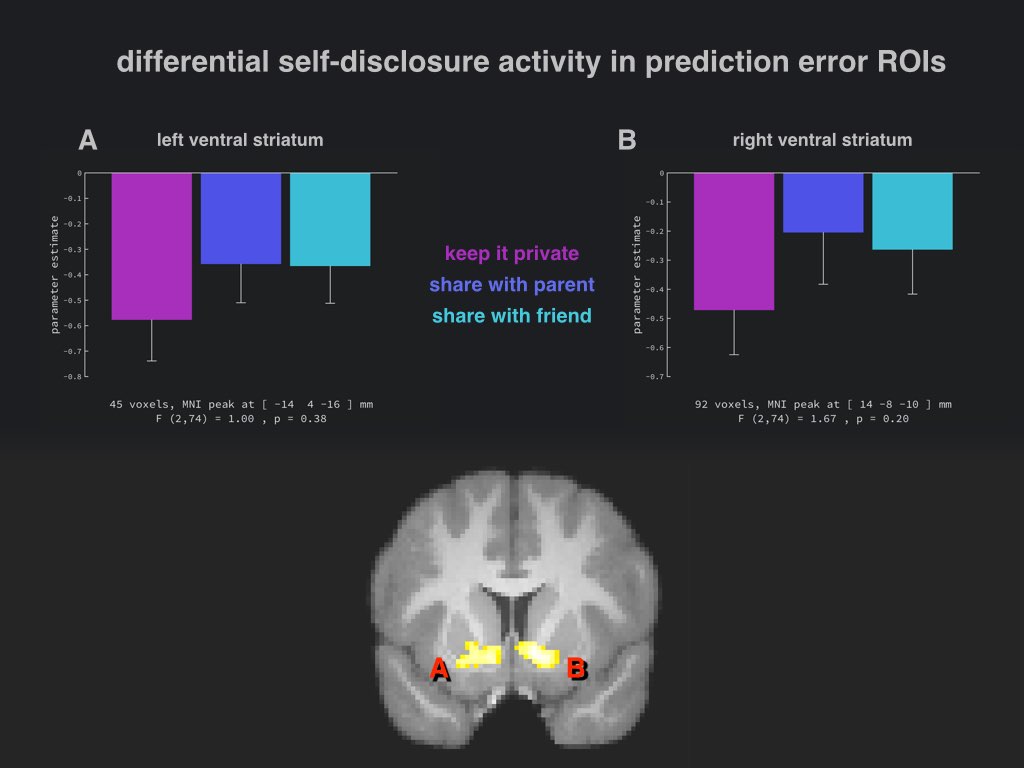 differential self-disclosure activity in prediction error ROIs
A
left ventral striatum
0
-0.1
-0.2
-0.3
-0.4
-0.5
-0.6
-0.7
-0.8
parameter estimate
45 voxels, MNI peak at [ -14 4 -16 ] mm
F (2,74) = 1.00 , p = 0.38
keep it private
share with parent
share with friend
B
right ventral striatum
0
-0.1
-0.2
-0.3
-0.4
-0.5
-0.6
-0.7
parameter estimate
92 voxels, MNI peak at [ 14 -8 -10 ] mm
F (2,74) = 1.67 , p = 0.20
A
B